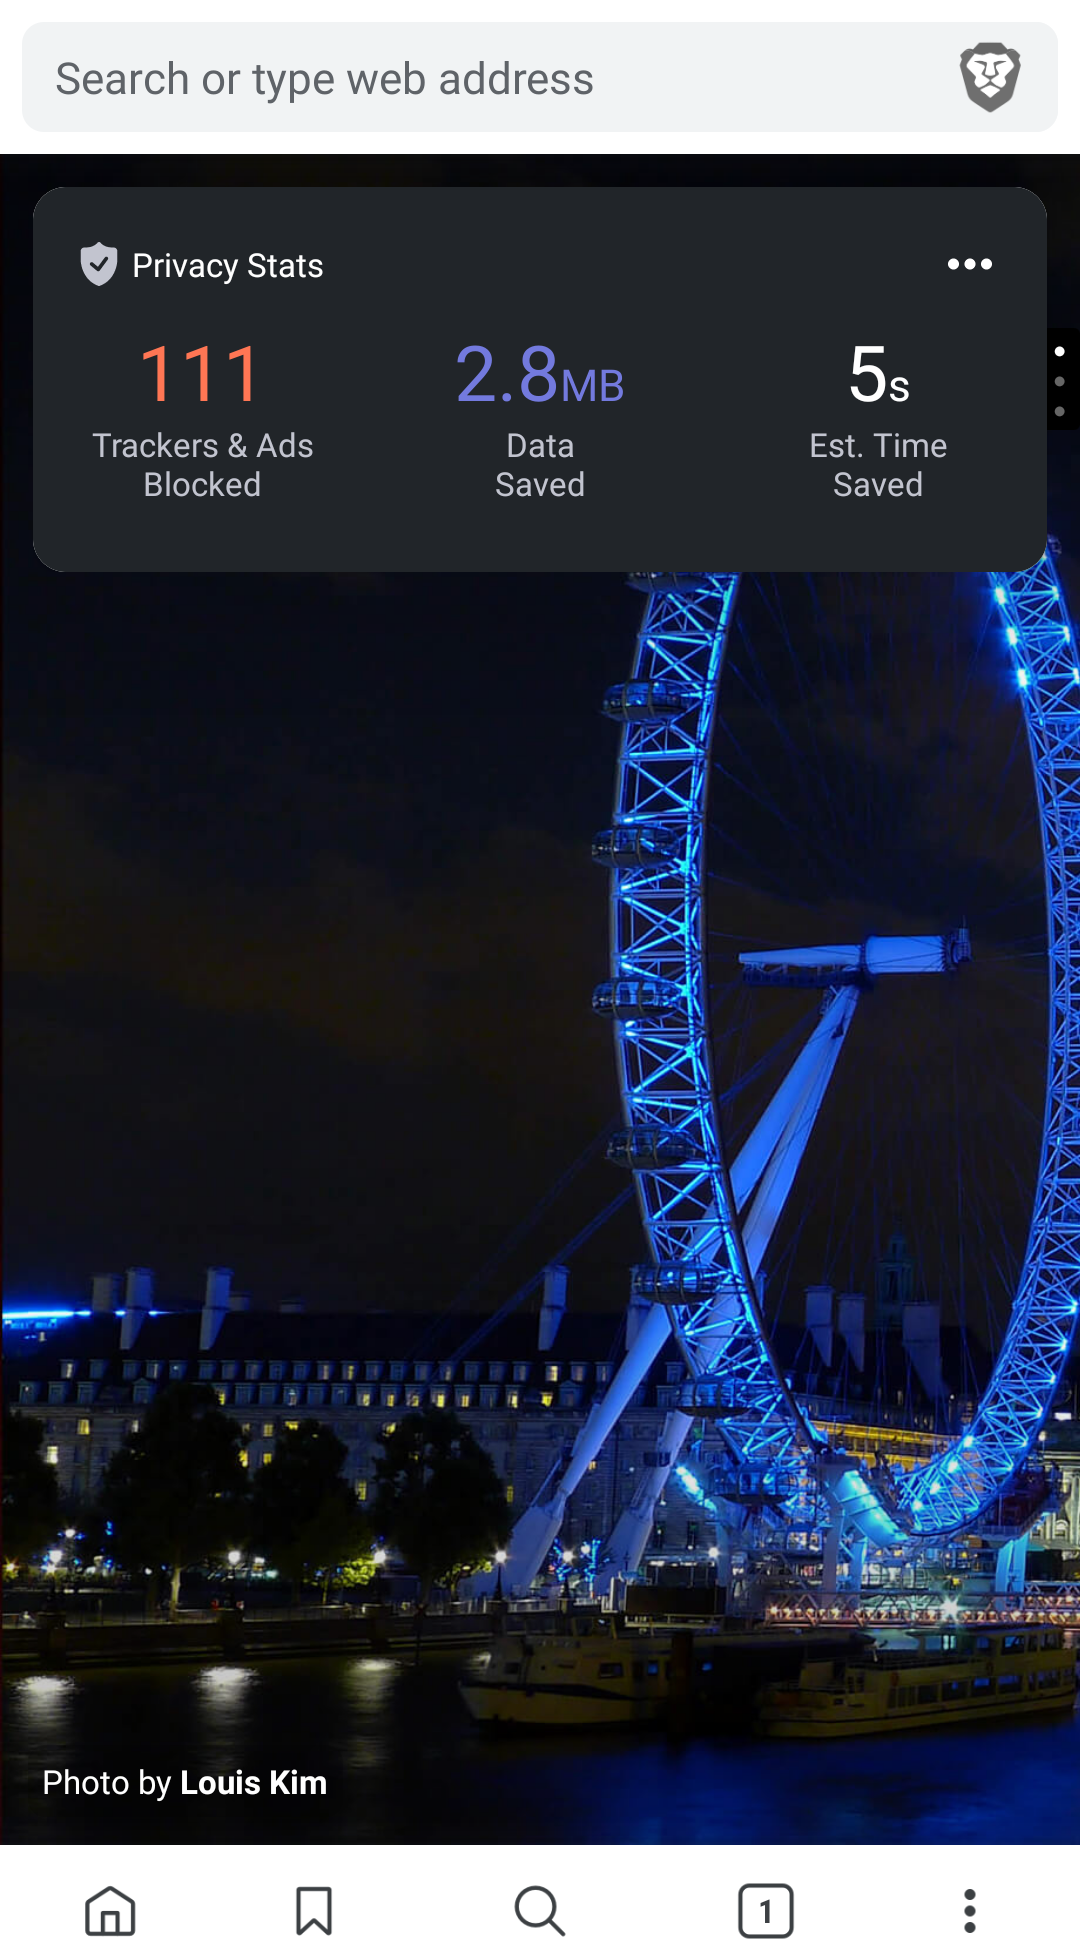 Search or type web address
Privacy Stats
111
2.8MB
5s
Trackers & Ads
Blocked
Data
Saved
Est. Time
Saved
Photo by Louis Kim
1